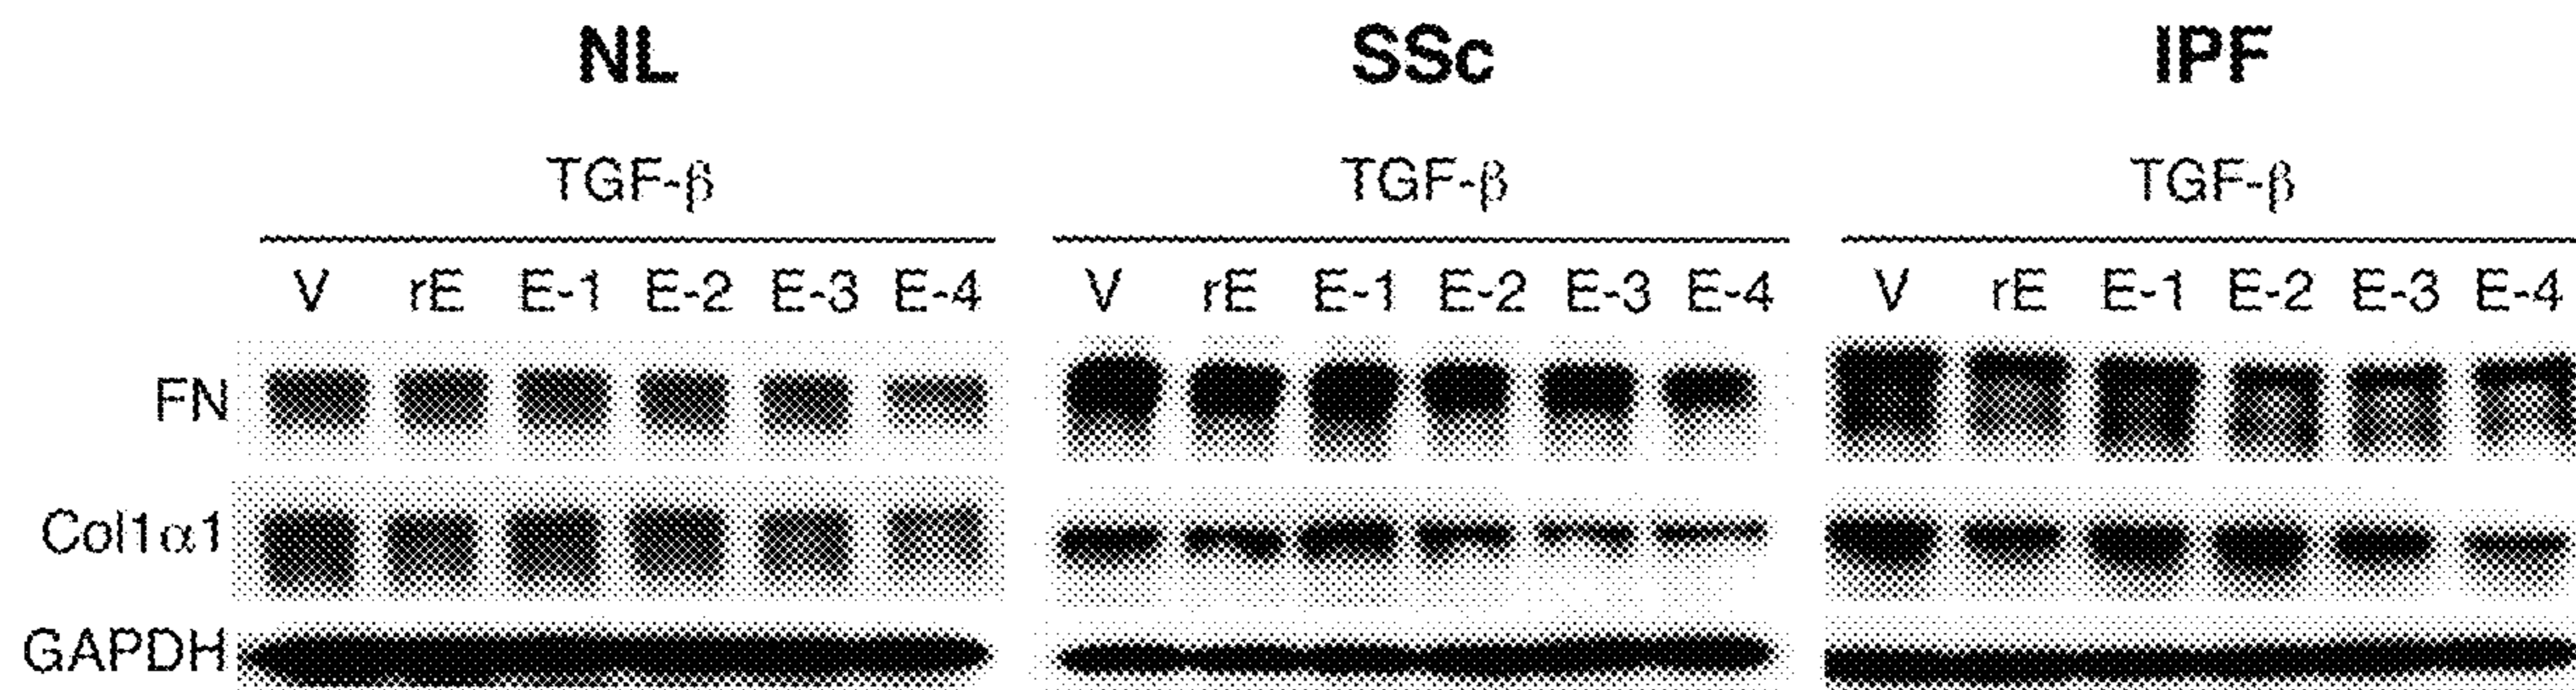 NL SSc IPF
TGF-β TGF-β TGF-β
V rE E-1 E-2 E-3 E-4 V rE E-1 E-2 E-3 E-4 V rE E-1 E-2 E-3 E-4
FN
Col1α1
GAPDH